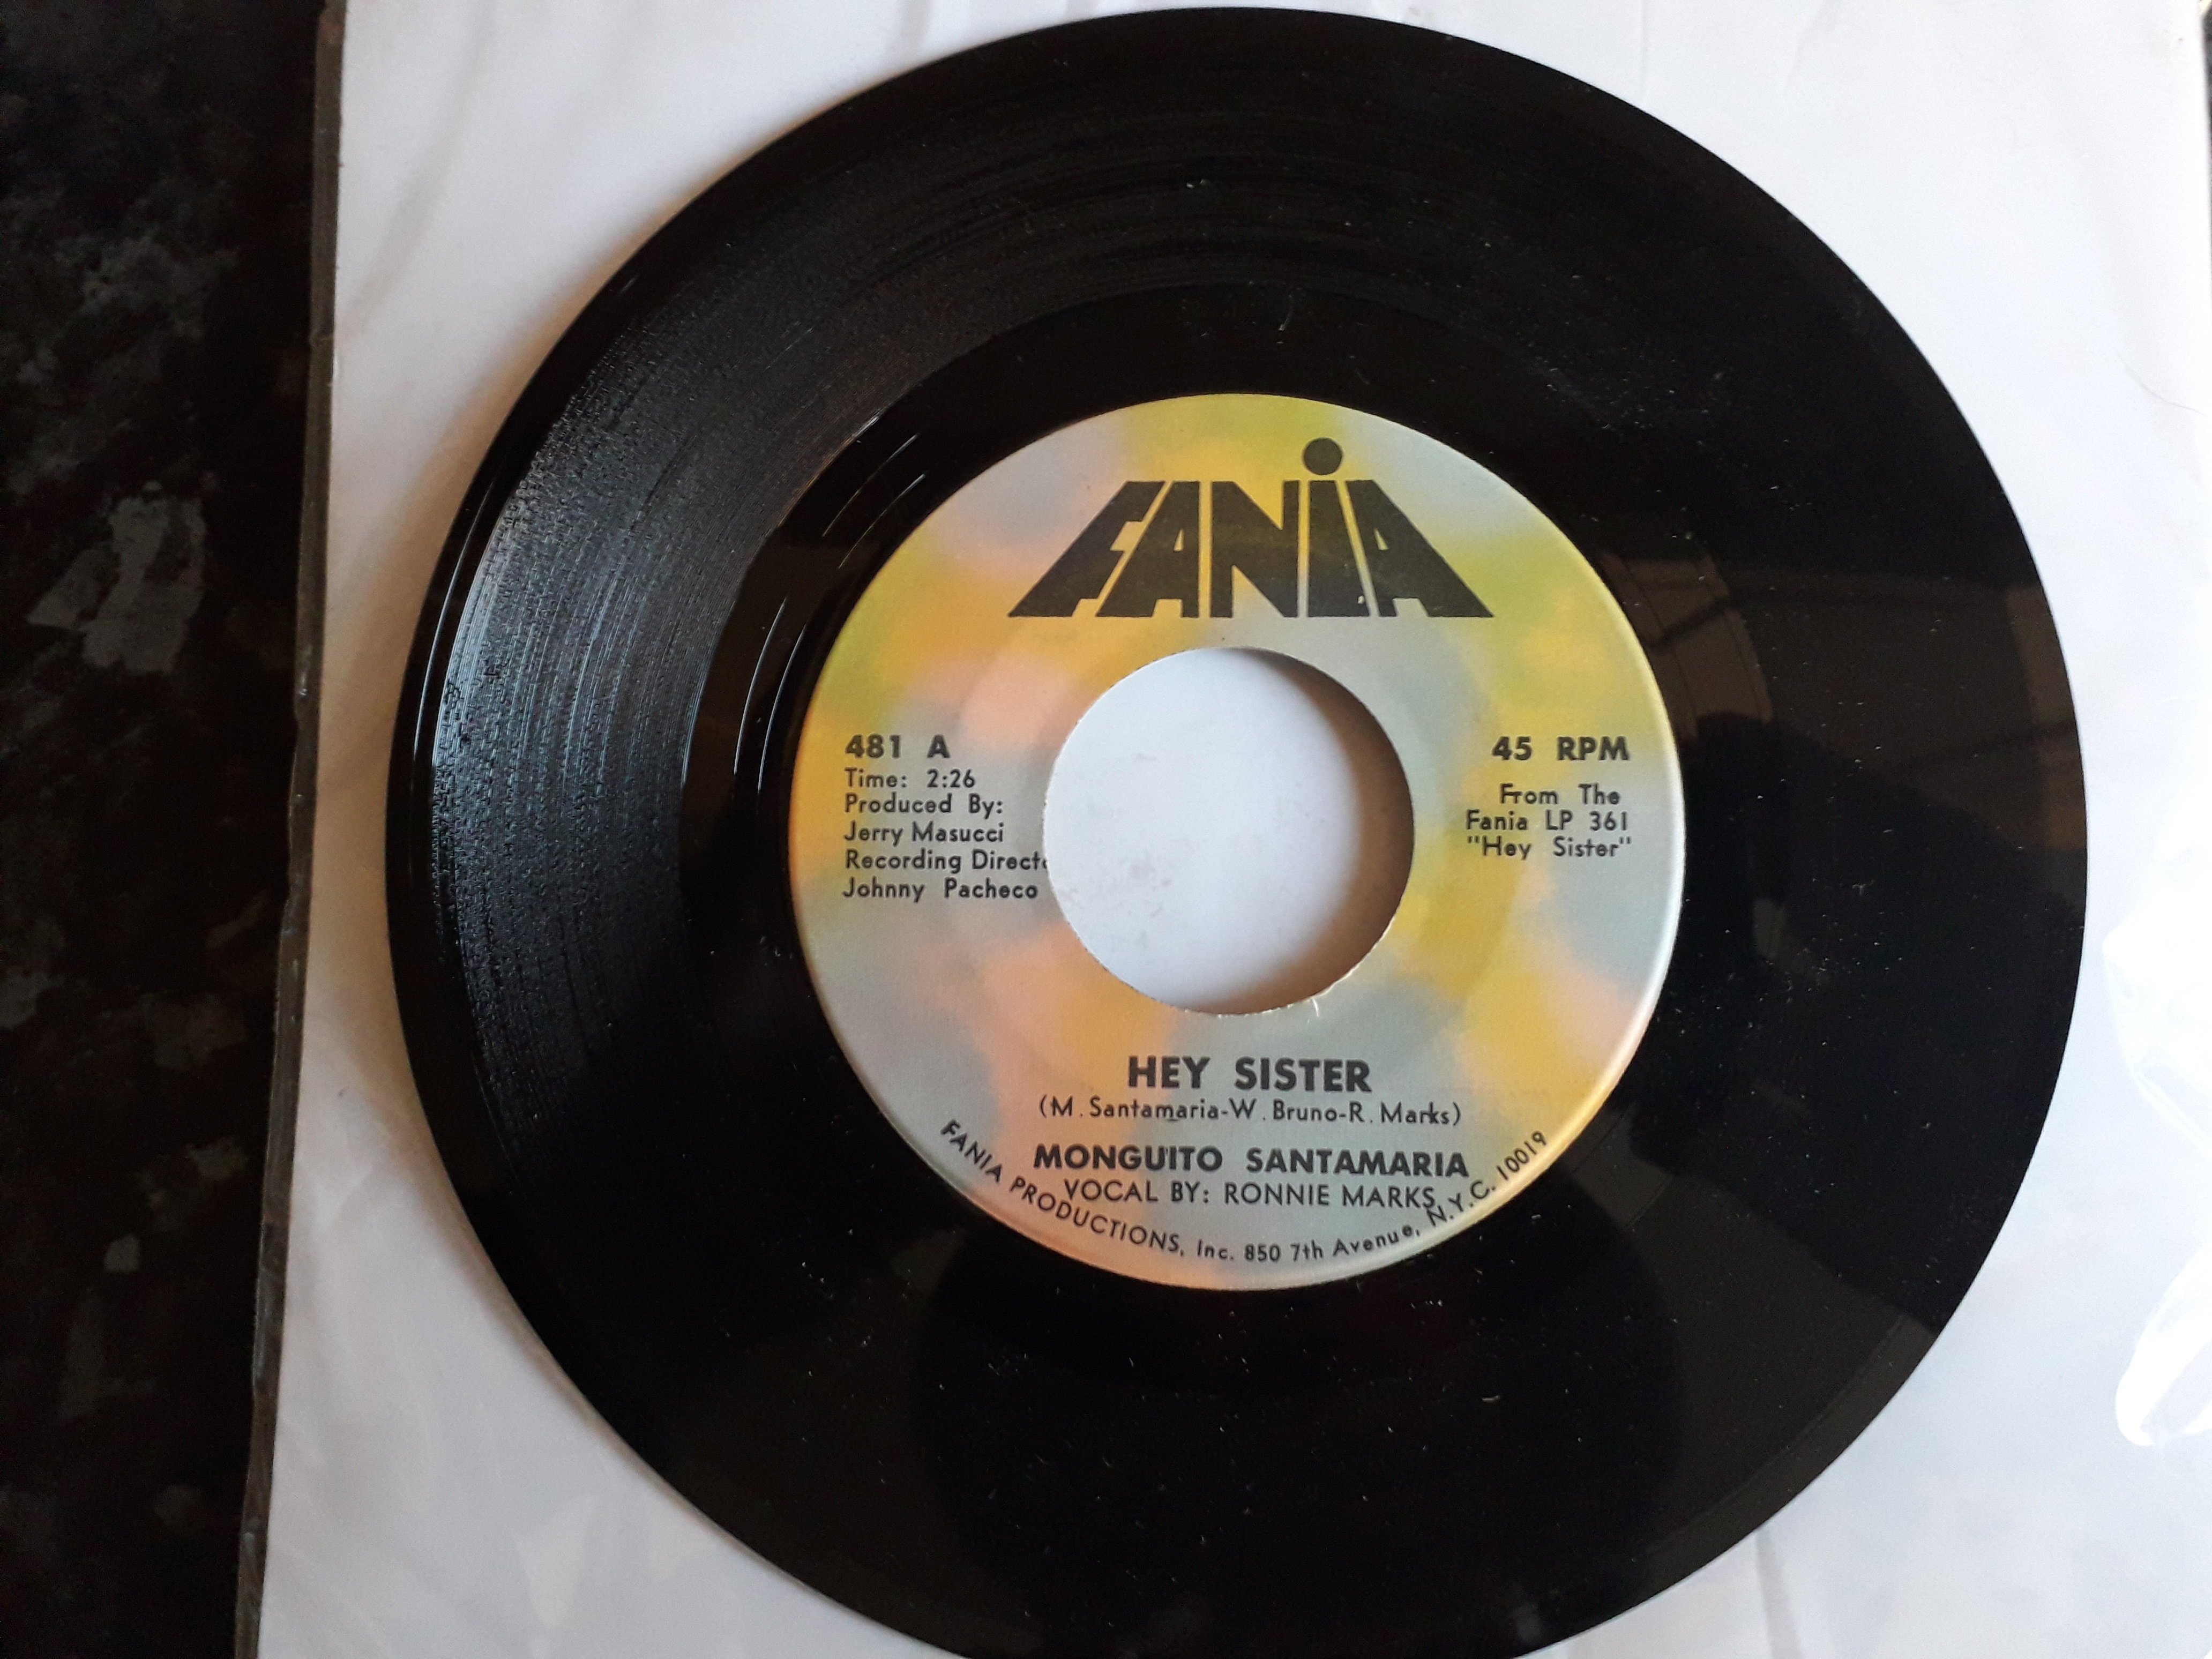 FANiA
481 A
Time: 2:26
Produced By:
Jerry Masucci
Recording Directo
Johnny Pacheco
45 RPM
From The
Fania LP 361
"Hey Sister"
HEY SISTER
(M. Santamaria-W. Bruno-R. Marks)
MONGUITO SANTAMARIA
VOCAL BY: RONNIE MARKS
FANIA PRODUCTIONS, Inc. 850 7th Avenue, N.Y.C. 10019